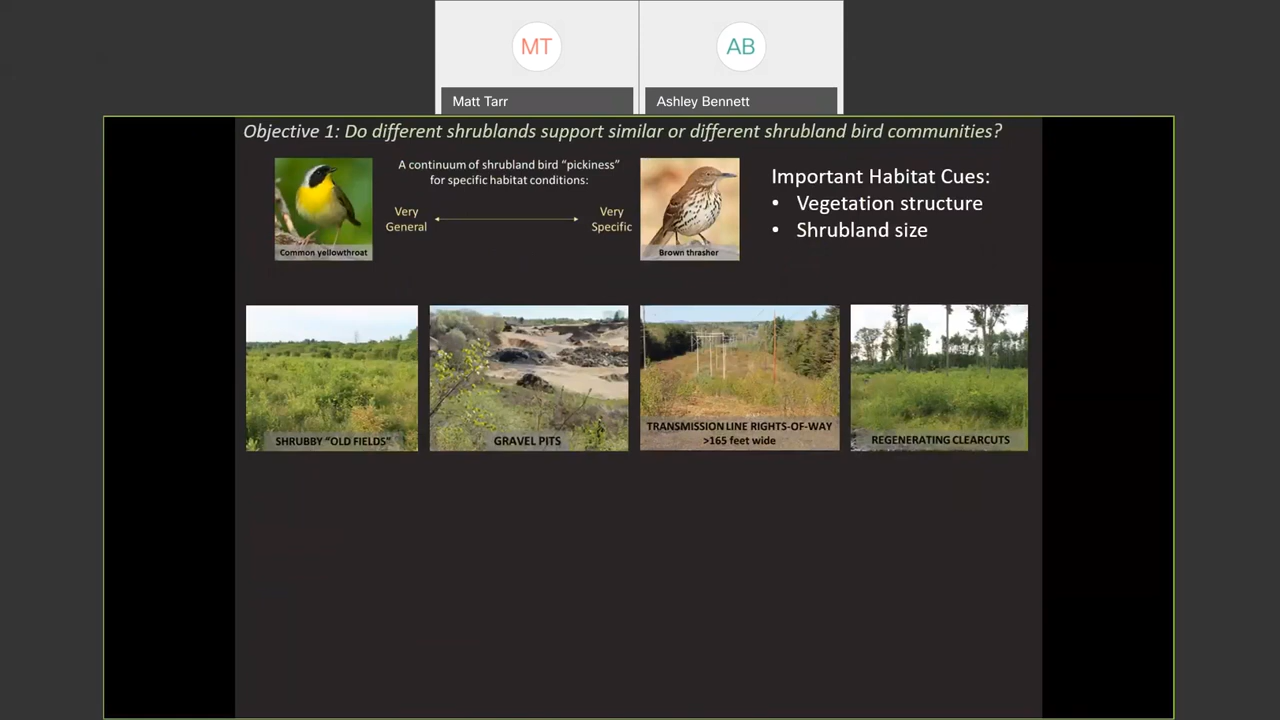 MT
AB
Matt Tarr
Ashley Bennett
Objective 1: Do different shrublands support similar or different shrubland bird communities?
A continuum of shrubland bird “pickiness”
for specific habitat conditions:
Very
General
Very
Specific
Common yellowthroat
Brown thrasher
Important Habitat Cues:
• Vegetation structure
• Shrubland size
SHRUBBY “OLD FIELDS”
GRAVEL PITS
TRANSMISSION LINE RIGHTS-OF-WAY
>165 feet wide
REGENERATING CLEARCUTS